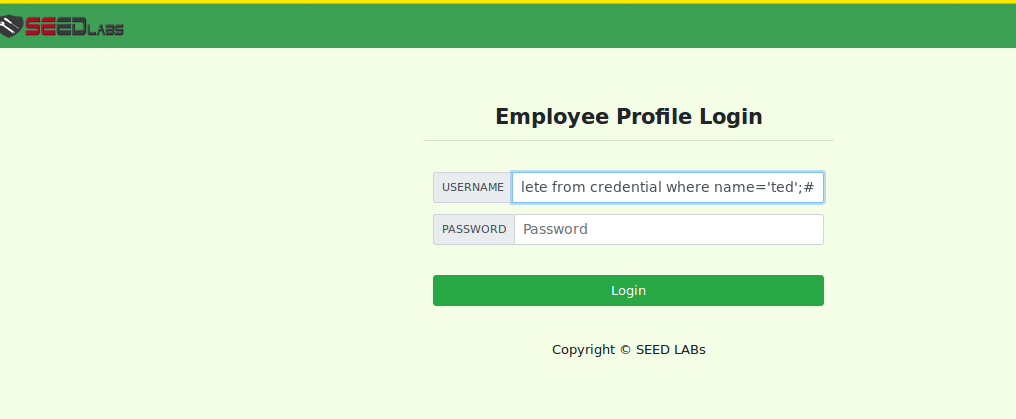 SEEDLABS
Employee Profile Login
USERNAME lete from credential where name='ted';#
PASSWORD Password
Login
Copyright © SEED LABs